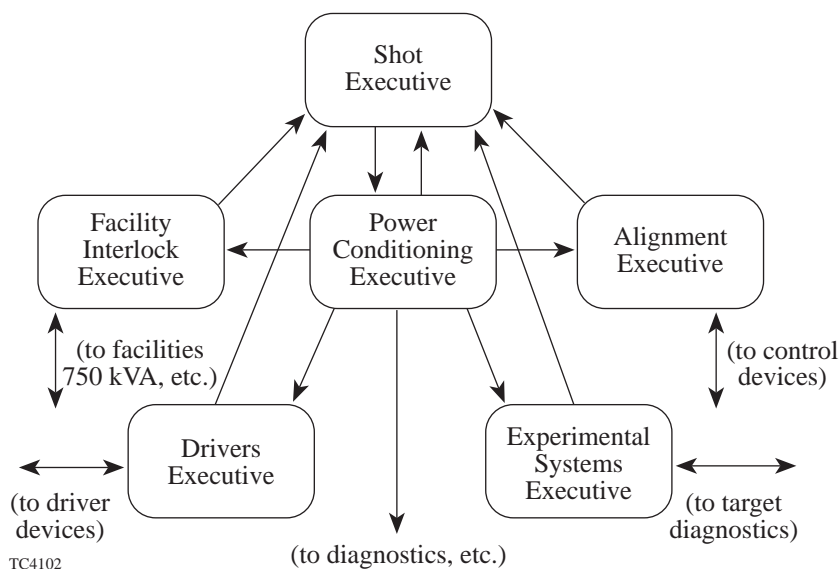 Shot
Executive
Facility
Interlock
Executive
Power
Conditioning
Executive
Alignment
Executive
(to facilities
750 kVA, etc.)
(to control
devices)
Drivers
Executive
Experimental
Systems
Executive
(to driver
devices)
(to target
diagnostics)
(to diagnostics, etc.)
TC4102